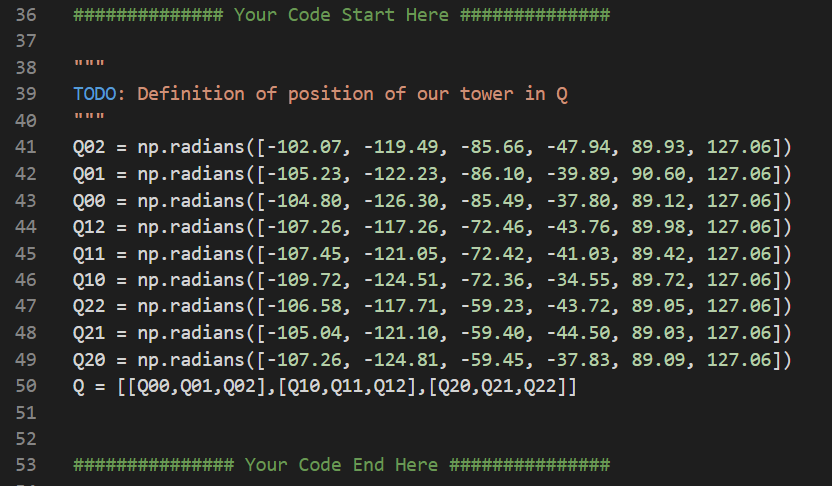 36 ############## Your Code Start Here ##############
37
38 """
39 TODO: Definition of position of our tower in Q
40 """
41 Q02 = np.radians([-102.07, -119.49, -85.66, -47.94, 89.93, 127.06])
42 Q01 = np.radians([-105.23, -122.23, -86.10, -39.89, 90.60, 127.06])
43 Q00 = np.radians([-104.80, -126.30, -85.49, -37.80, 89.12, 127.06])
44 Q12 = np.radians([-107.26, -117.26, -72.46, -43.76, 89.98, 127.06])
45 Q11 = np.radians([-107.45, -121.05, -72.42, -41.03, 89.42, 127.06])
46 Q10 = np.radians([-109.72, -124.51, -72.36, -34.55, 89.72, 127.06])
47 Q22 = np.radians([-106.58, -117.71, -59.23, -43.72, 89.05, 127.06])
48 Q21 = np.radians([-105.04, -121.10, -59.40, -44.50, 89.03, 127.06])
49 Q20 = np.radians([-107.26, -124.81, -59.45, -37.83, 89.09, 127.06])
50 Q = [[Q00,Q01,Q02],[Q10,Q11,Q12],[Q20,Q21,Q22]]
51
52
53 ############### Your Code End Here ###############